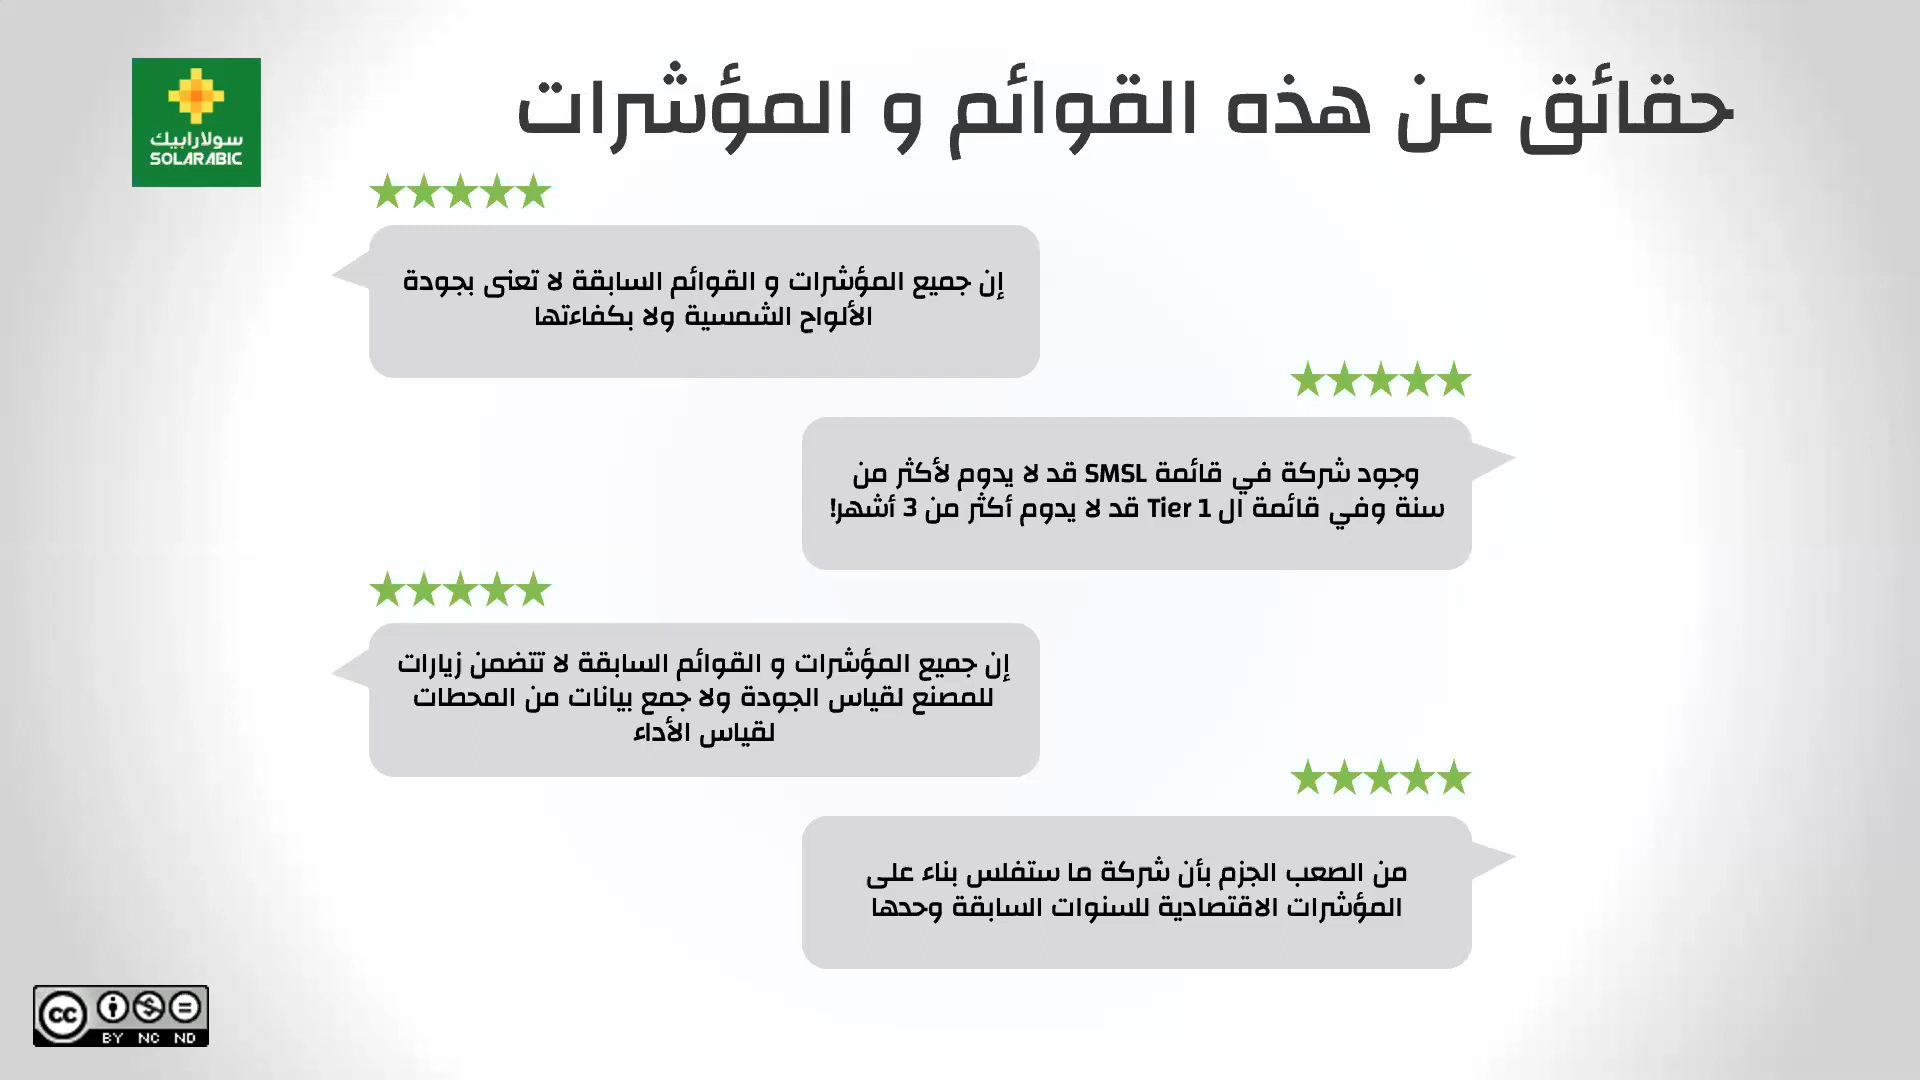 حقائق عن هذه القوائم و المؤشرات
سولارابيك
SOLARABIC
إن جميع المؤشرات و القوائم السابقة لا تعنى بجودة
الألواح الشمسية ولا بكفاءتها
وجود شركة في قائمة SMSL قد لا يدوم لأكثر من
سنة وفي قائمة ال Tier 1 قد لا يدوم أكثر من 3 أشهر!
إن جميع المؤشرات و القوائم السابقة لا تتضمن زيارات
للمصنع لقياس الجودة ولا جمع بيانات من المحطات
لقياس الأداء
من الصعب الجزم بأن شركة ما ستفلس بناء على
المؤشرات الاقتصادية للسنوات السابقة وحدها
CC BY NC ND